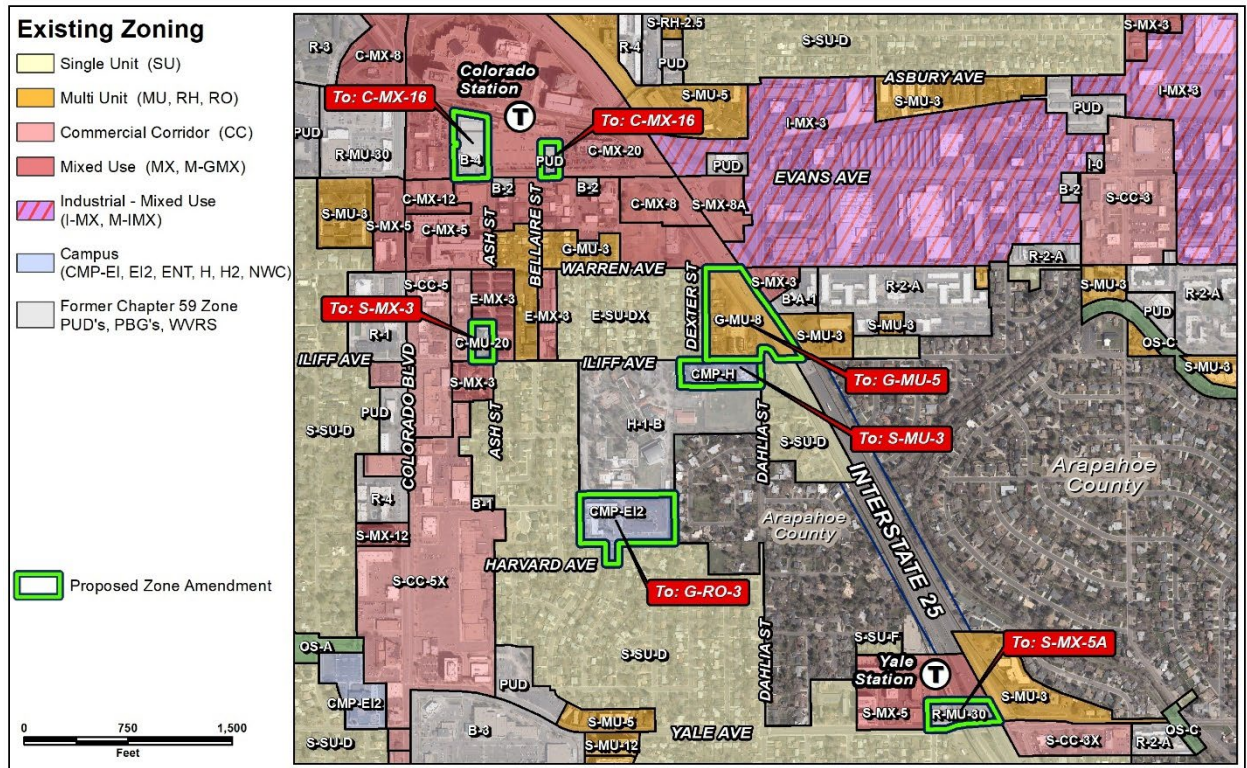 Existing Zoning
Single Unit (SU)
Multi Unit (MU, RH, RO)
Commercial Corridor (CC)
Mixed Use (MX, M-GMX)
Industrial - Mixed Use
(I-MX, M-IMX)
Campus
(CMP-EI, EI2, ENT, H, H2, NWC)
Former Chapter 59 Zone
PUD's, PBG's, WVRS
Proposed Zone Amendment
0 750 1,500
Feet
R-3
C-MX-8
R-4
S-RH-2.5
PUD
S-SU-D
S-MX-3
Colorado
Station
T
ASBURY AVE
S-MU-5
S-MU-3
I-MX-3
I-MX-3
PUD
To: C-MX-16
To: C-MX-16
PUD
R-MU-30
B-4
PUD
C-MX-20
PUD
I-0
EVANS AVE
B-2
S-CC-3
C-MX-12
B-2
B-2
C-MX-8
S-MX-8A
S-MU-3
S-MX-5
C-MX-5
ASH ST
BELLAIRE ST
G-MU-3
WARREN AVE
R-2-A
S-CC-5
E-MX-3
E-MX-3
E-SU-DX
DEXTER ST
S-MX-3
B-A-1
R-2-A
S-MU-3
R-2-A
PUD
To: S-MX-3
R-1
C-MU-20
G-MU-8
S-MU-3
S-MU-3
OS-C
ILIFF AVE
COLORADO BLVD
ILIFF AVE
S-MX-3
CMP-H
To: G-MU-5
S-MU-3
PUD
ASH ST
H-1-B
DAHLIA ST
S-SU-D
To: S-MU-3
S-SU-D
INTERSTATE 25
Arapahoe
County
R-4
B-1
CMP-EI2
Arapahoe
County
S-MX-12
HARVARD AVE
S-CC-5X
To: G-RO-3
DAHLIA ST
S-SU-F
To: S-MX-5A
OS-A
S-SU-D
Yale
Station
T
CMP-EI2
PUD
S-MU-3
S-MX-5
R-MU-30
S-MU-5
B-3
YALE AVE
S-SU-D
S-MU-12
S-CC-3X
R-2-A
OS-C